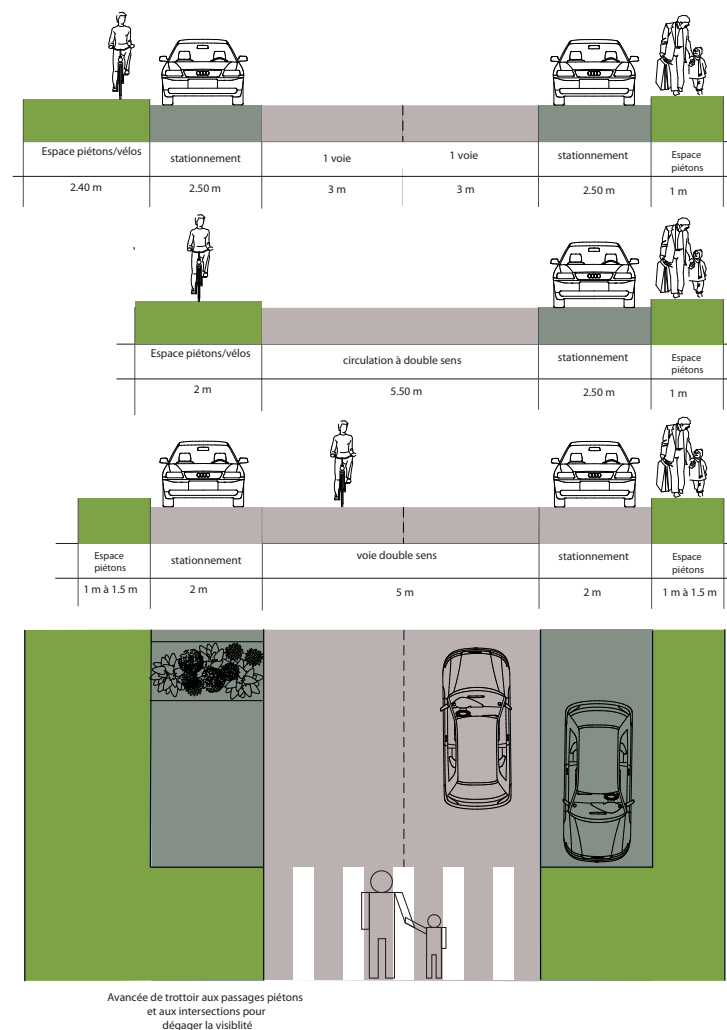 Espace piétons/vélos
stationnement
1 voie
1 voie
stationnement
Espace
piétons
2.40 m
2.50 m
3 m
3 m
2.50 m
1 m
Espace piétons/vélos
circulation à double sens
stationnement
Espace
piétons
2 m
5.50 m
2.50 m
1 m
Espace
piétons
stationnement
voie double sens
stationnement
Espace
piétons
1 m à 1.5 m
2 m
5 m
2 m
1 m à 1.5 m
Avancée de trottoir aux passages piétons
et aux intersections pour
dégager la visiblité